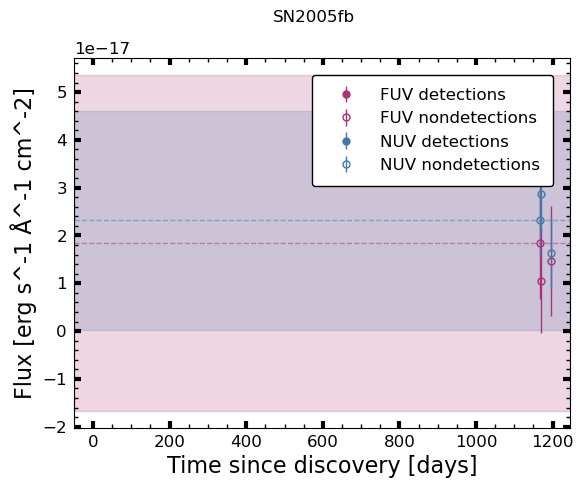 SN2005fb
1e−17
Flux [erg s^-1 Å^-1 cm^-2]
5
4
3
2
1
0
−1
−2
FUV detections
FUV nondetections
NUV detections
NUV nondetections
0 200 400 600 800 1000 1200
Time since discovery [days]